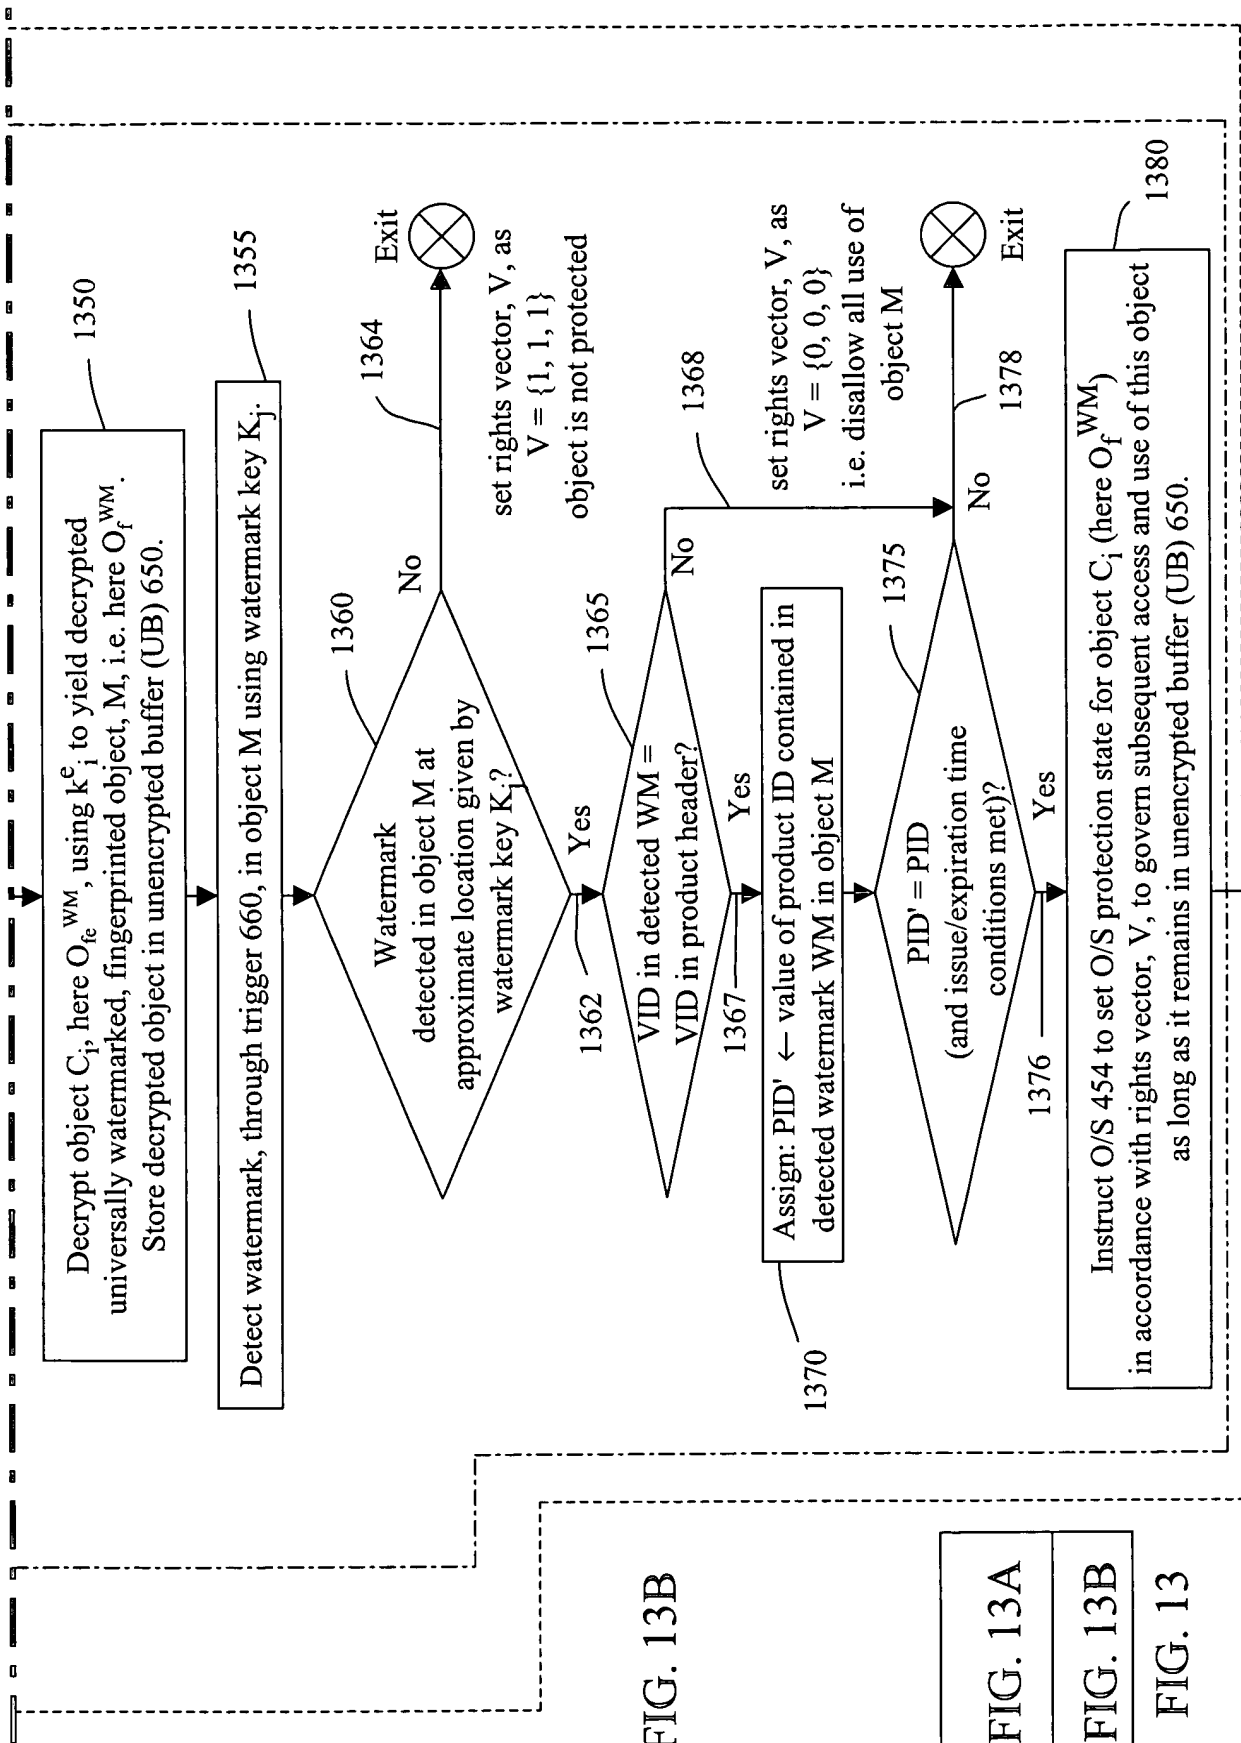 1350
Decrypt object C_i, here O_fe^WM, using k^e_i to yield decrypted
universally watermarked, fingerprinted object, M, i.e. here O_f^WM.
Store decrypted object in unencrypted buffer (UB) 650.
1355
Detect watermark, through trigger 660, in object M using watermark key K_j.
1360
Watermark
detected in object M at
approximate location given by
watermark key K_j?
No
1364
Exit
set rights vector, V, as
V = {1, 1, 1}
object is not protected
1362
Yes
1365
VID in detected WM =
VID in product header?
No
1368
set rights vector, V, as
V = {0, 0, 0}
i.e. disallow all use of
object M
1367
Yes
Assign: PID' ← value of product ID contained in
detected watermark WM in object M
1370
1375
PID' = PID
(and issue/expiration time
conditions met)?
No
1378
Exit
1376
Yes
1380
Instruct O/S 454 to set O/S protection state for object C_i (here O_f^WM)
in accordance with rights vector, V, to govern subsequent access and use of this object
as long as it remains in unencrypted buffer (UB) 650.
FIG. 13B
FIG. 13A
FIG. 13B
FIG. 13